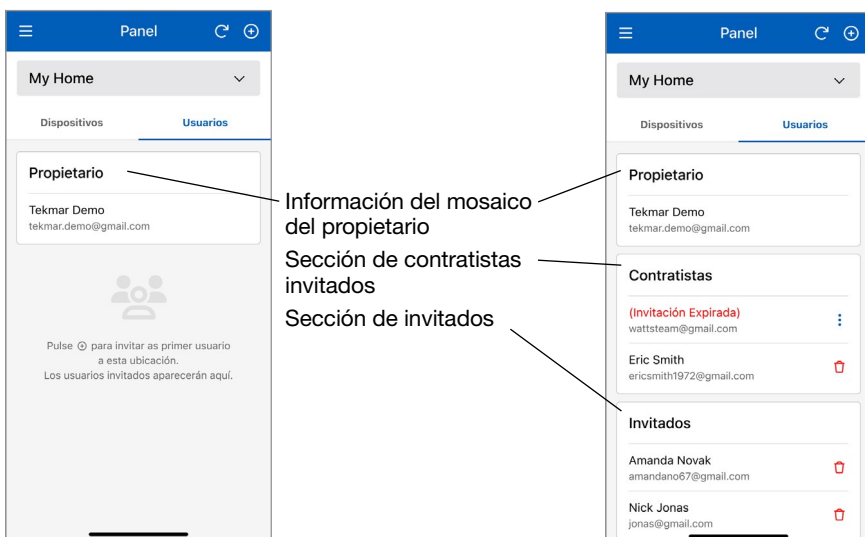 Panel
My Home
Dispositivos Usuarios
Propietario
Tekmar Demo
tekmar.demo@gmail.com
Pulse ⊕ para invitar as primer usuario
a esta ubicación.
Los usuarios invitados aparecerán aquí.
Información del mosaico
del propietario
Sección de contratistas
invitados
Sección de invitados
Panel
My Home
Dispositivos Usuarios
Propietario
Tekmar Demo
tekmar.demo@gmail.com
Contratistas
(Invitación Expirada)
wattsteam@gmail.com
Eric Smith
ericsmith1972@gmail.com
Invitados
Amanda Novak
amandano67@gmail.com
Nick Jonas
jonas@gmail.com